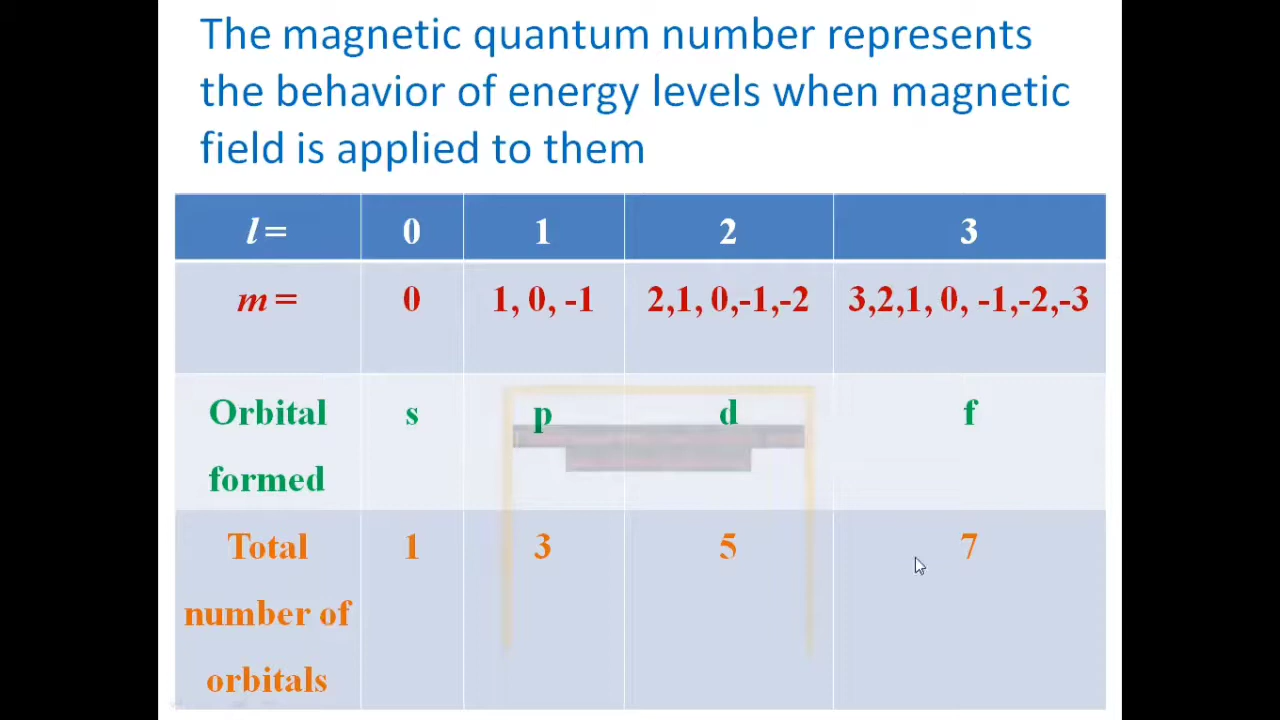 The magnetic quantum number represents
the behavior of energy levels when magnetic
field is applied to them
l = 0 1 2 3
m = 0 1, 0, -1 2,1, 0,-1,-2 3,2,1, 0, -1,-2,-3
Orbital s p d f
formed
Total 1 3 5 7
number of
orbitals